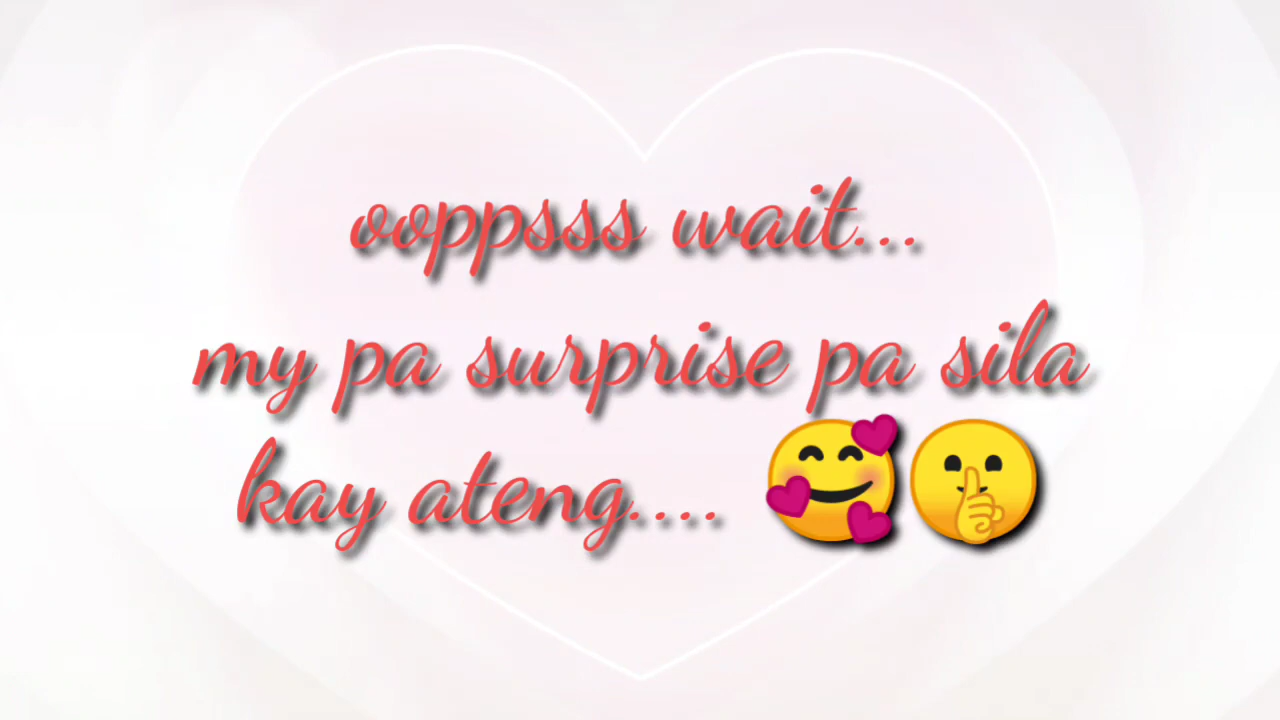 ooppsss wait...
my pa surprise pa sila
kay ateng.... 🥰🤫